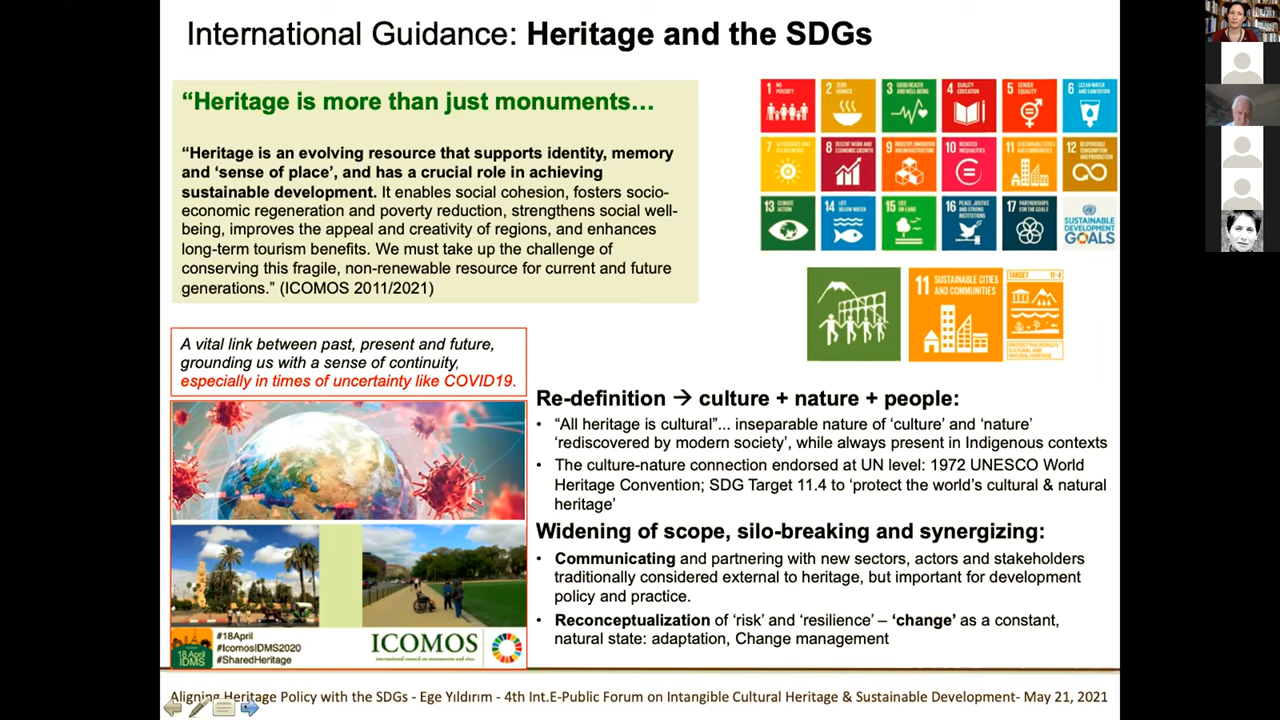 International Guidance: Heritage and the SDGs
“Heritage is more than just monuments…
“Heritage is an evolving resource that supports identity, memory
and ‘sense of place’, and has a crucial role in achieving
sustainable development. It enables social cohesion, fosters socio-
economic regeneration and poverty reduction, strengthens social well-
being, improves the appeal and creativity of regions, and enhances
long-term tourism benefits. We must take up the challenge of
conserving this fragile, non-renewable resource for current and future
generations.” (ICOMOS 2011/2021)
1 NO
POVERTY
2 ZERO
HUNGER
3 GOOD HEALTH
AND WELL-BEING
4 QUALITY
EDUCATION
5 GENDER
EQUALITY
6 CLEAN WATER
AND SANITATION
7 AFFORDABLE AND
CLEAN ENERGY
8 DECENT WORK AND
ECONOMIC GROWTH
9 INDUSTRY, INNOVATION
AND INFRASTRUCTURE
10 REDUCED
INEQUALITIES
11 SUSTAINABLE CITIES
AND COMMUNITIES
12 RESPONSIBLE
CONSUMPTION
AND PRODUCTION
13 CLIMATE
ACTION
14 LIFE
BELOW WATER
15 LIFE
ON LAND
16 PEACE, JUSTICE
AND STRONG
INSTITUTIONS
17 PARTNERSHIPS
FOR THE GOALS
SUSTAINABLE
DEVELOPMENT
GOALS
11 SUSTAINABLE CITIES
AND COMMUNITIES
TARGET 11·4
PROTECT THE WORLD'S
CULTURAL AND
NATURAL HERITAGE
A vital link between past, present and future,
grounding us with a sense of continuity,
especially in times of uncertainty like COVID19.
18 April
IDMS
#18April
#IcomosIDMS2020
#SharedHeritage
ICOMOS
international council on monuments and sites
Re-definition → culture + nature + people:
• “All heritage is cultural”... inseparable nature of ‘culture’ and ‘nature’
‘rediscovered by modern society’, while always present in Indigenous contexts
• The culture-nature connection endorsed at UN level: 1972 UNESCO World
Heritage Convention; SDG Target 11.4 to ‘protect the world’s cultural & natural
heritage’
Widening of scope, silo-breaking and synergizing:
• Communicating and partnering with new sectors, actors and stakeholders
traditionally considered external to heritage, but important for development
policy and practice.
• Reconceptualization of ‘risk’ and ‘resilience’ – ‘change’ as a constant,
natural state: adaptation, Change management
Aligning Heritage Policy with the SDGs - Ege Yıldırım - 4th Int.E-Public Forum on Intangible Cultural Heritage & Sustainable Development- May 21, 2021